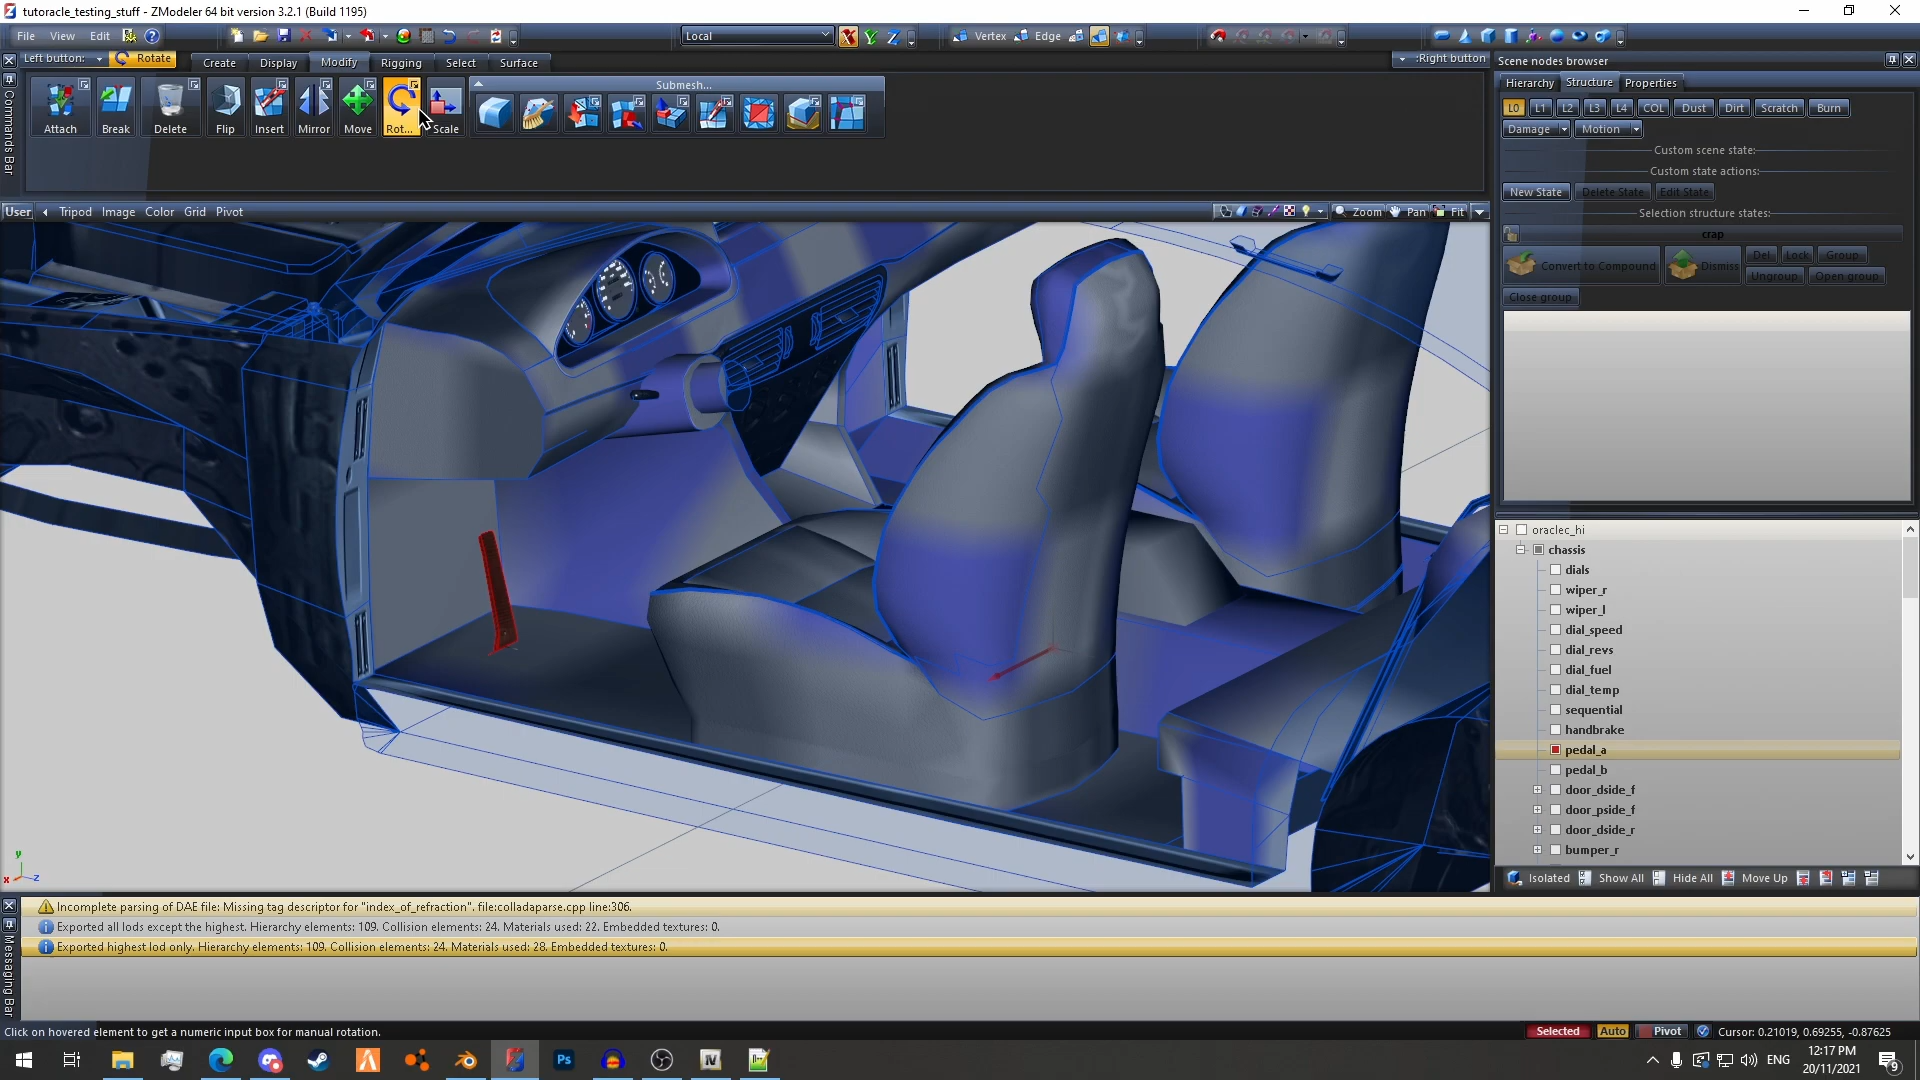 tutoracle_testing_stuff - ZModeler 64 bit version 3.2.1 (Build 1195)
File View Edit
Local
Vertex Edge
Left button: Rotate
Create Display Modify Rigging Select Surface
:Right button
Attach Break Delete Flip Insert Mirror Move Rot... Scale
Submesh...
Commands Bar
User Tripod Image Color Grid Pivot
Zoom Pan Fit
Scene nodes browser
Hierarchy Structure Properties
L0 L1 L2 L3 L4 COL Dust Dirt Scratch Burn
Damage Motion
Custom scene state:
Custom state actions:
New State Delete State Edit State
Selection structure states:
crap
Convert to Compound Dismiss Del Lock Group
Ungroup Open group
Close group
oraclec_hi
chassis
dials
wiper_r
wiper_l
dial_speed
dial_revs
dial_fuel
dial_temp
sequential
handbrake
pedal_a
pedal_b
door_dside_f
door_pside_f
door_dside_r
bumper_r
Isolated Show All Hide All Move Up
y
x z
Messaging Bar
Incomplete parsing of DAE file: Missing tag descriptor for "index_of_refraction". file:colladaparse.cpp line:306.
Exported all lods except the highest. Hierarchy elements: 109. Collision elements: 24. Materials used: 22. Embedded textures: 0.
Exported highest lod only. Hierarchy elements: 109. Collision elements: 24. Materials used: 28. Embedded textures: 0.
Click on hovered element to get a numeric input box for manual rotation.
Selected Auto Pivot Cursor: 0.21019, 0.69255, -0.87625
Ps IV
ENG
12:17 PM
20/11/2021
9